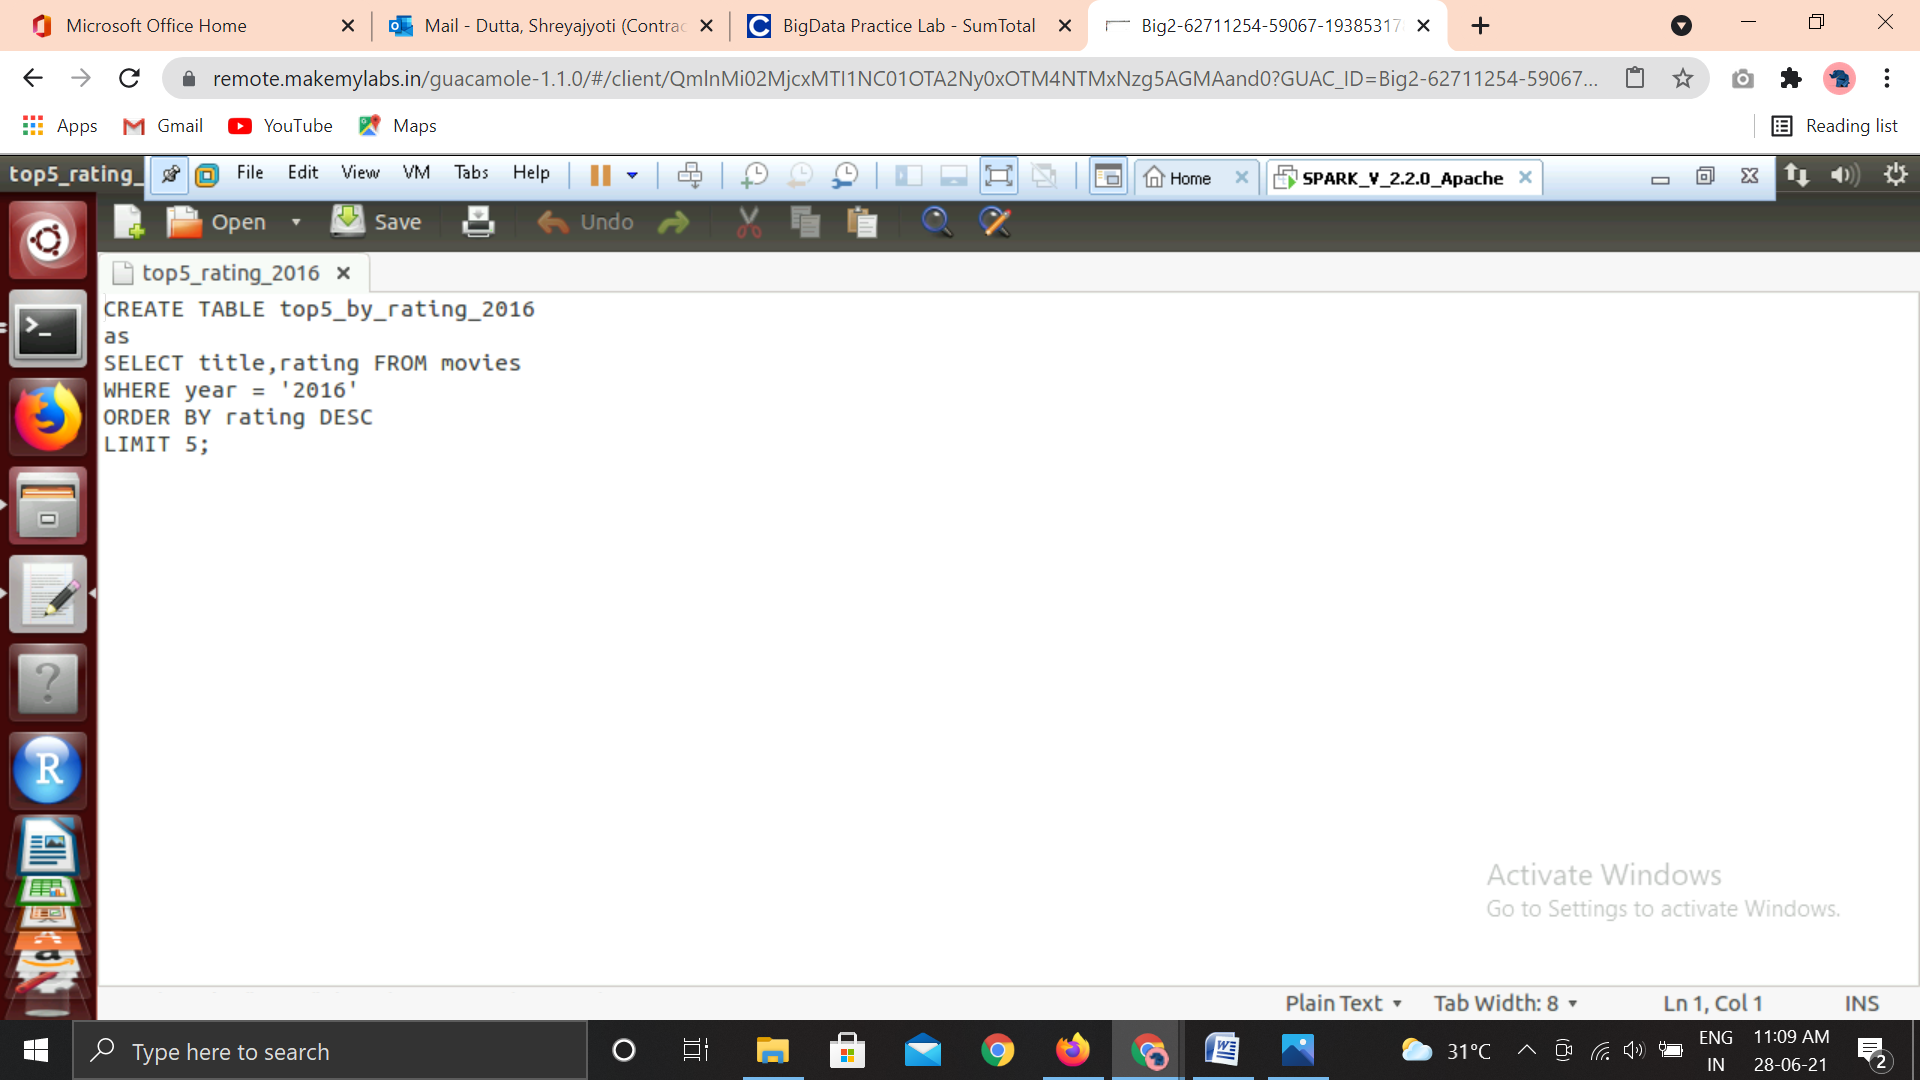 Microsoft Office Home
Mail - Dutta, Shreyajyoti (Contrac
BigData Practice Lab - SumTotal
Big2-62711254-59067-19385317
remote.makemylabs.in/guacamole-1.1.0/#/client/QmlnMi02MjcxMTI1NC01OTA2Ny0xOTM4NTMxNzg5AGMAand0?GUAC_ID=Big2-62711254-59067...
Apps
Gmail
YouTube
Maps
Reading list
top5_rating_
File
Edit
View
VM
Tabs
Help
Home
SPARK_V_2.2.0_Apache
Open
Save
Undo
top5_rating_2016
CREATE TABLE top5_by_rating_2016
as
SELECT title,rating FROM movies
WHERE year = '2016'
ORDER BY rating DESC
LIMIT 5;
Activate Windows
Go to Settings to activate Windows.
Plain Text
Tab Width: 8
Ln 1, Col 1
INS
Type here to search
31°C
ENG
IN
11:09 AM
28-06-21
2